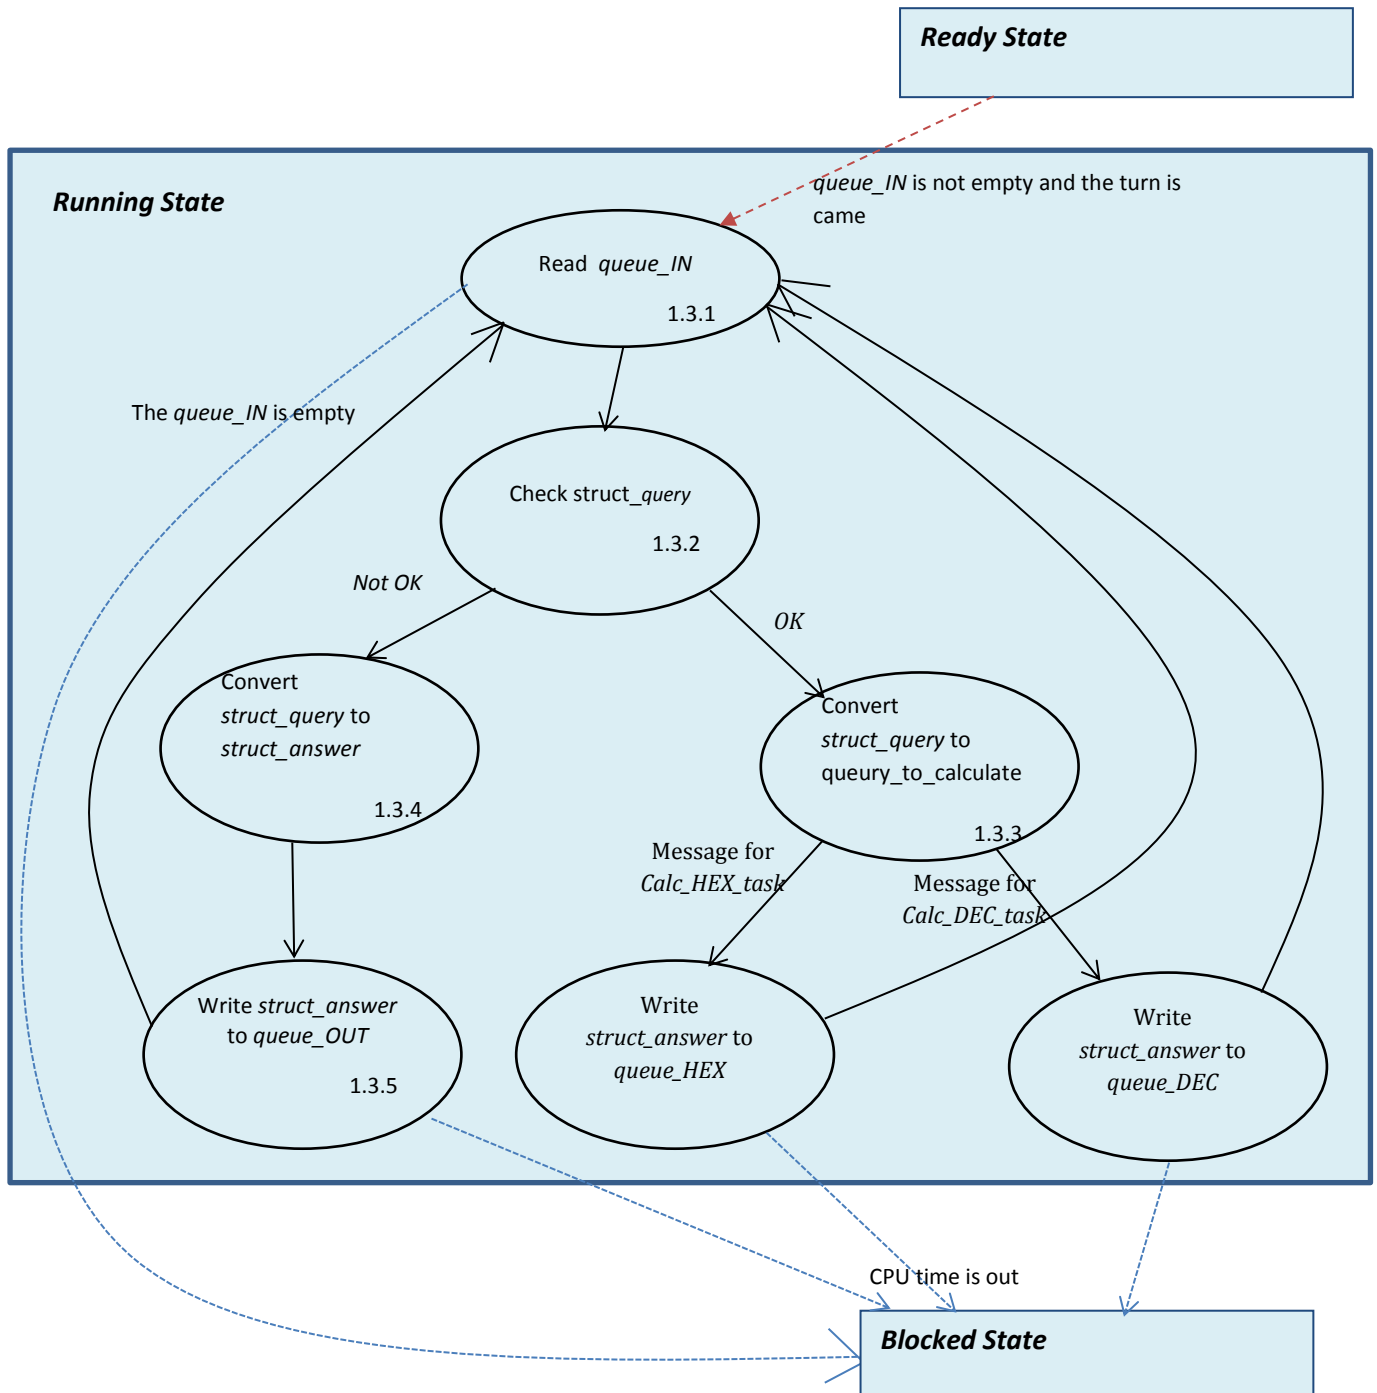 Ready State
queue_IN is not empty and the turn is
came
Running State
Read queue_IN
1.3.1
The queue_IN is empty
Check struct_query
1.3.2
Not OK
OK
Convert
struct_query to
struct_answer
1.3.4
Convert
struct_query to
queury_to_calculate
1.3.3
Message for
Calc_HEX_task
Message for
Calc_DEC_task
Write struct_answer
to queue_OUT
1.3.5
Write
struct_answer to
queue_HEX
Write
struct_answer to
queue_DEC
CPU time is out
Blocked State